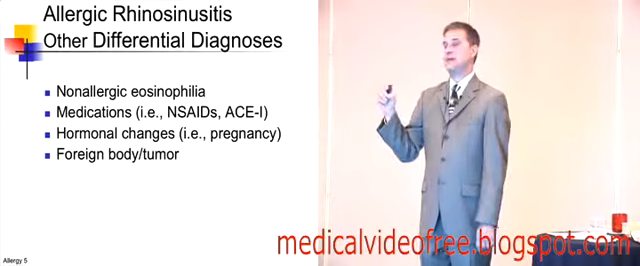 Allergic Rhinosinusitis
Other Differential Diagnoses
Nonallergic eosinophilia
Medications (i.e., NSAIDs, ACE-I)
Hormonal changes (i.e., pregnancy)
Foreign body/tumor
Allergy 5
medicalvideofree.blogspot.com